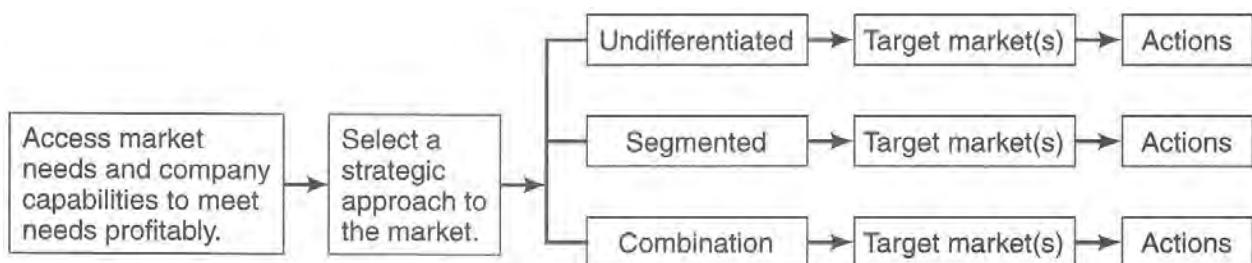 Access market
needs and company
capabilities to meet
needs profitably.
Select a
strategic
approach to
the market.
Undifferentiated
Target market(s)
Actions
Segmented
Target market(s)
Actions
Combination
Target market(s)
Actions